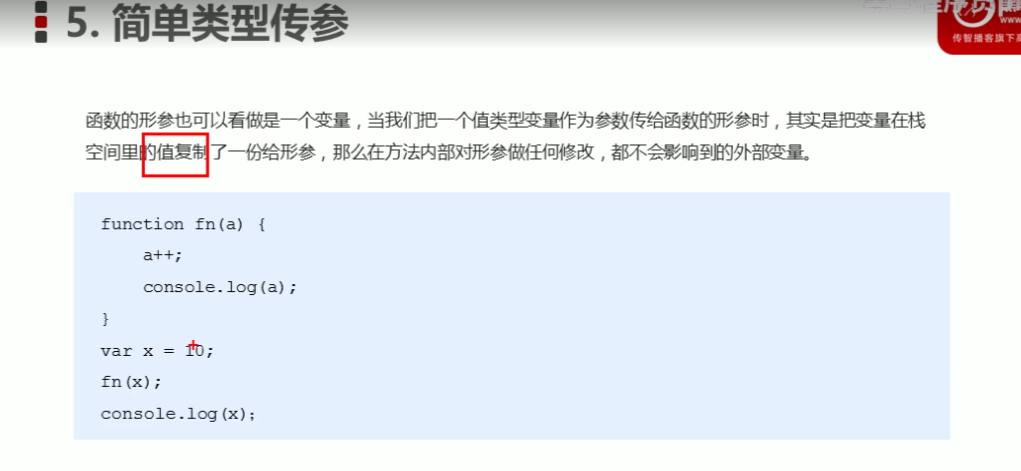 5. 简单类型传参
www.
传智播客旗下高
函数的形参也可以看做是一个变量，当我们把一个值类型变量作为参数传给函数的形参时，其实是把变量在栈
空间里的值复制了一份给形参，那么在方法内部对形参做任何修改，都不会影响到的外部变量。
function fn(a) {
a++;
console.log(a);
}
var x = 10;
fn(x);
console.log(x);